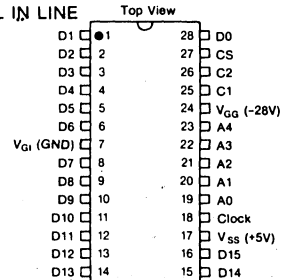 L IN LINE
Top View
D1 1 28 D0
D2 2 27 CS
D3 3 26 C2
D4 4 25 C1
D5 5 24 VGG (-28V)
D6 6 23 A4
VGI (GND) 7 22 A3
D7 8 21 A2
D8 9 20 A1
D9 10 19 A0
D10 11 18 Clock
D11 12 17 VSS (+5V)
D12 13 16 D15
D13 14 15 D14